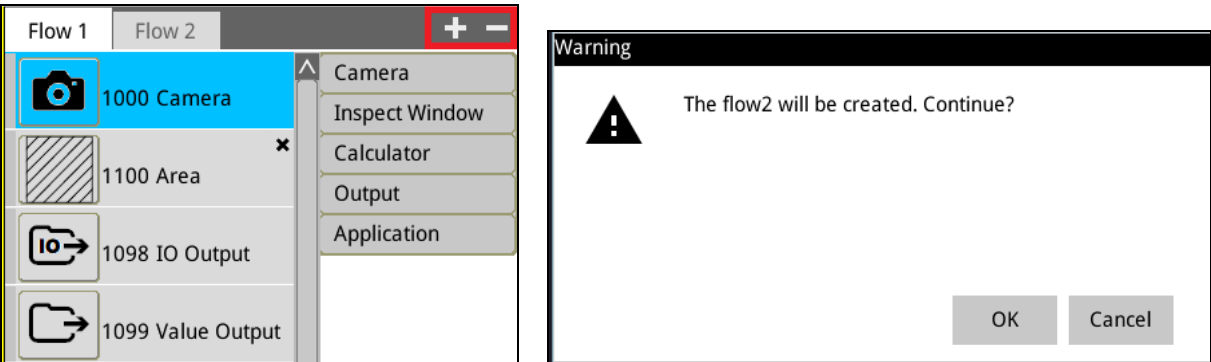 Flow 1
Flow 2
+ −
1000 Camera
1100 Area
IO
1098 IO Output
1099 Value Output
Camera
Inspect Window
Calculator
Output
Application
Warning
The flow2 will be created. Continue?
OK
Cancel